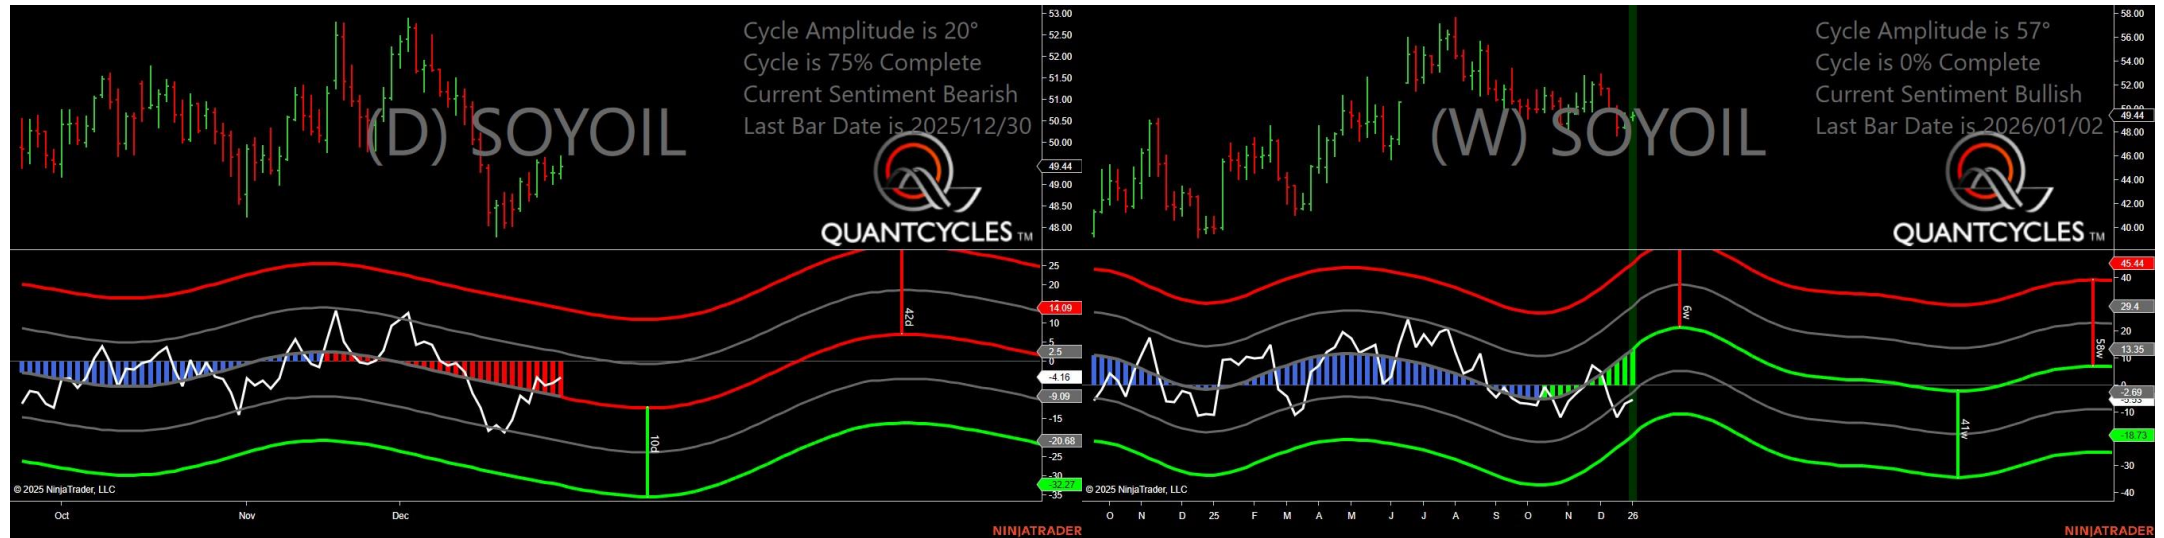 Cycle Amplitude is 20°
Cycle is 75% Complete
Current Sentiment Bearish
Last Bar Date is 2025/12/30
(D) SOYOIL
QUANTCYCLES TM
53.00
52.50
52.00
51.50
51.00
50.50
50.00
49.44
49.00
48.50
48.00
25
20
14.09
10
5
2.5
0
-4.16
-9.09
-15
-20.68
-25
-30
-32.27
-35
42d
10d
© 2025 NinjaTrader, LLC
Oct
Nov
Dec
NINJATRADER
Cycle Amplitude is 57°
Cycle is 0% Complete
Current Sentiment Bullish
Last Bar Date is 2026/01/02
(W) SOYOIL
QUANTCYCLES TM
58.00
56.00
54.00
52.00
50.00
49.44
48.00
46.00
44.00
42.00
40.00
45.44
40
29.4
20
13.35
10
0
-2.69
-10
-18.73
-30
-40
6w
58w
41w
© 2025 NinjaTrader, LLC
O N D 25 F M A M J J A S O N D 26
NINJATRADER